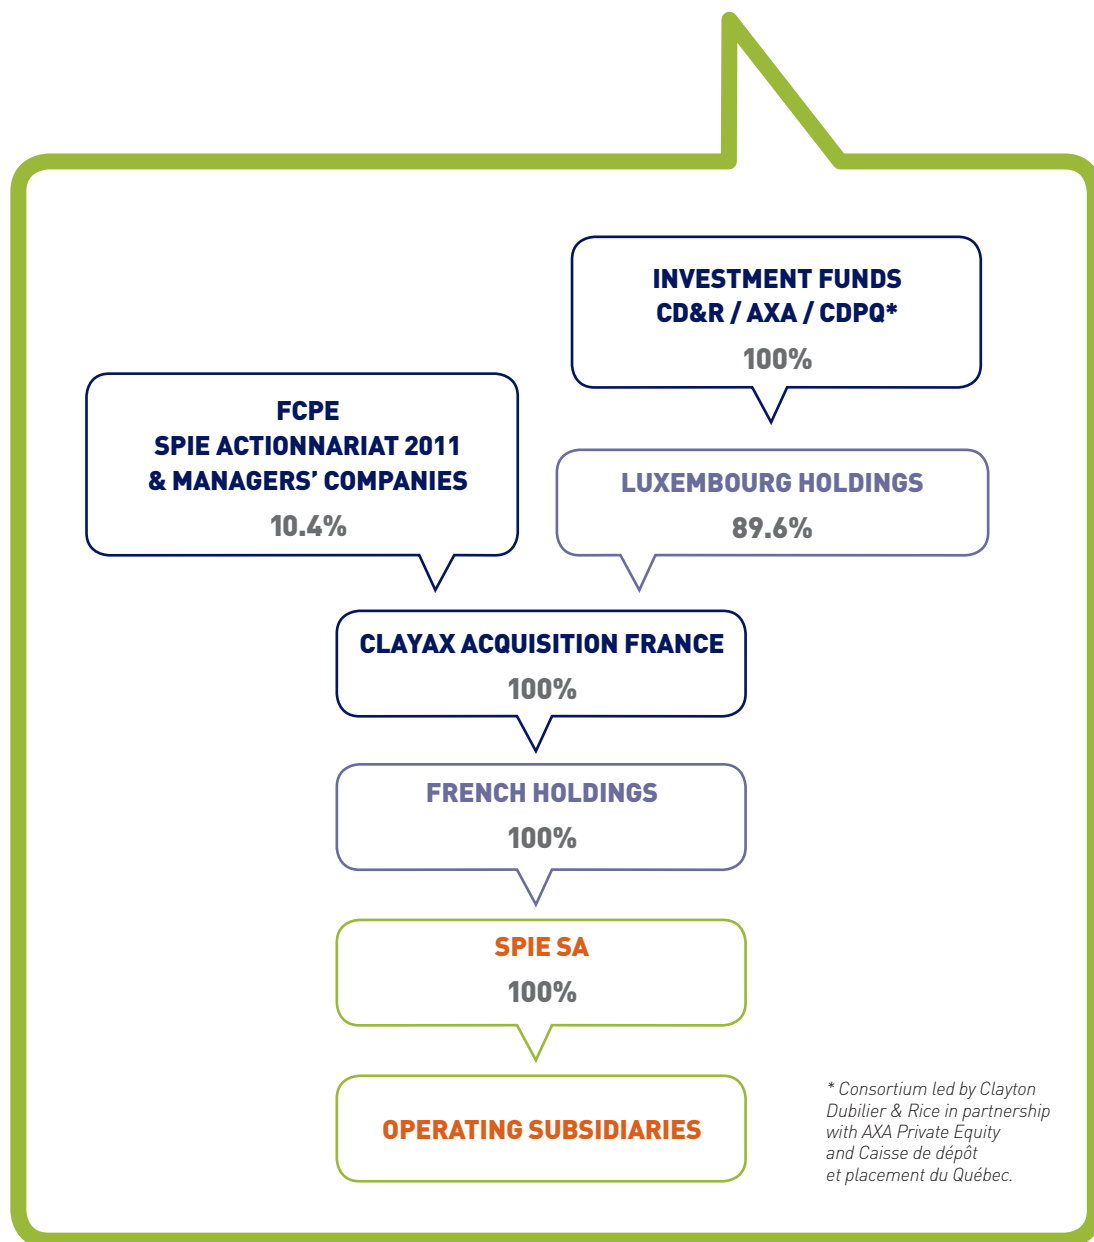 INVESTMENT FUNDS
CD&R / AXA / CDPQ*
100%
FCPE
SPIE ACTIONNARIAT 2011
& MANAGERS’ COMPANIES
10.4%
LUXEMBOURG HOLDINGS
89.6%
CLAYAX ACQUISITION FRANCE
100%
FRENCH HOLDINGS
100%
SPIE SA
100%
OPERATING SUBSIDIARIES
* Consortium led by Clayton
Dubilier & Rice in partnership
with AXA Private Equity
and Caisse de dépôt
et placement du Québec.